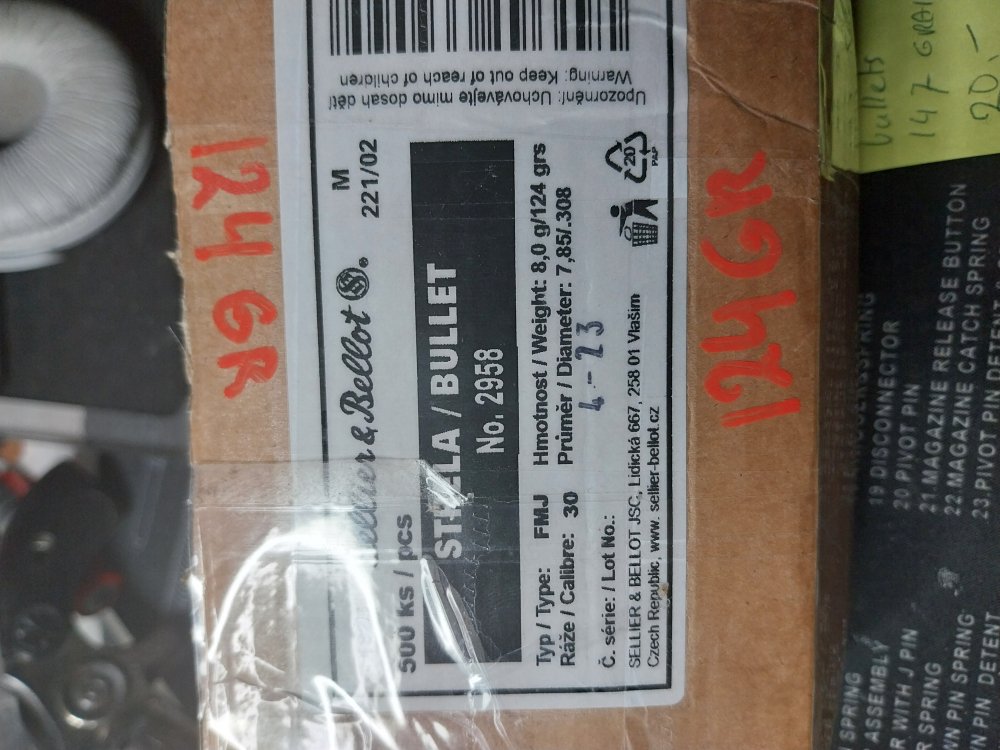 124 GR
Upozornění: Uchovávejte mimo dosah dětí
Warning: Keep out of reach of children
Sellier & Bellot
M
500 ks / pcs
221/02
STŘELA / BULLET
No. 2958
Typ / Type: FMJ Hmotnost / Weight: 8,0 g/124 grs
Ráže / Calibre: 30 Průměr / Diameter: 7,85/.308
Č. série: / Lot No.: 4-23
SELLIER & BELLOT JSC, Lidická 667, 258 01 Vlašim
Czech Republic, www. sellier-bellot.cz
20
PAP
124GR
bullets
147 GRAI
20,-
19 DISCONNECTOR
20 PIVOT PIN
21 MAGAZINE RELEASE BUTTON
22 MAGAZINE CATCH SPRING
23 PIVOT PIN DETENT
SPRING
ASSEMBLY
R WITH J PIN
SPRING
N PIN SPRING
N PIN DETENT